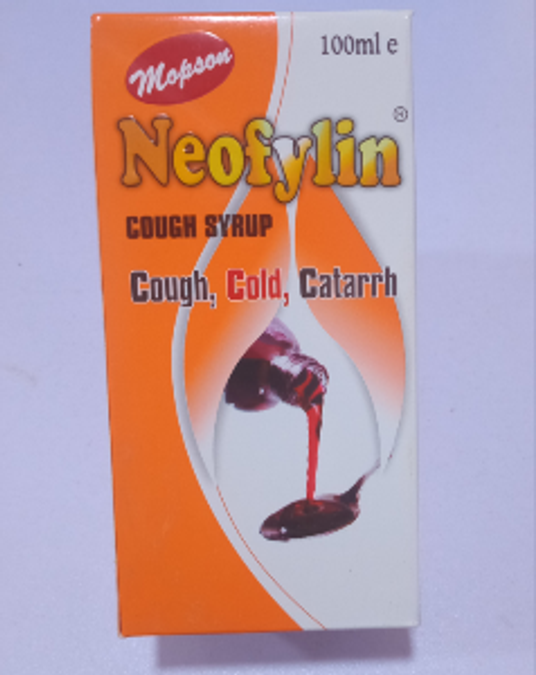 Mopson
100ml e
Neofylin®
COUGH SYRUP
Cough, Cold, Catarrh